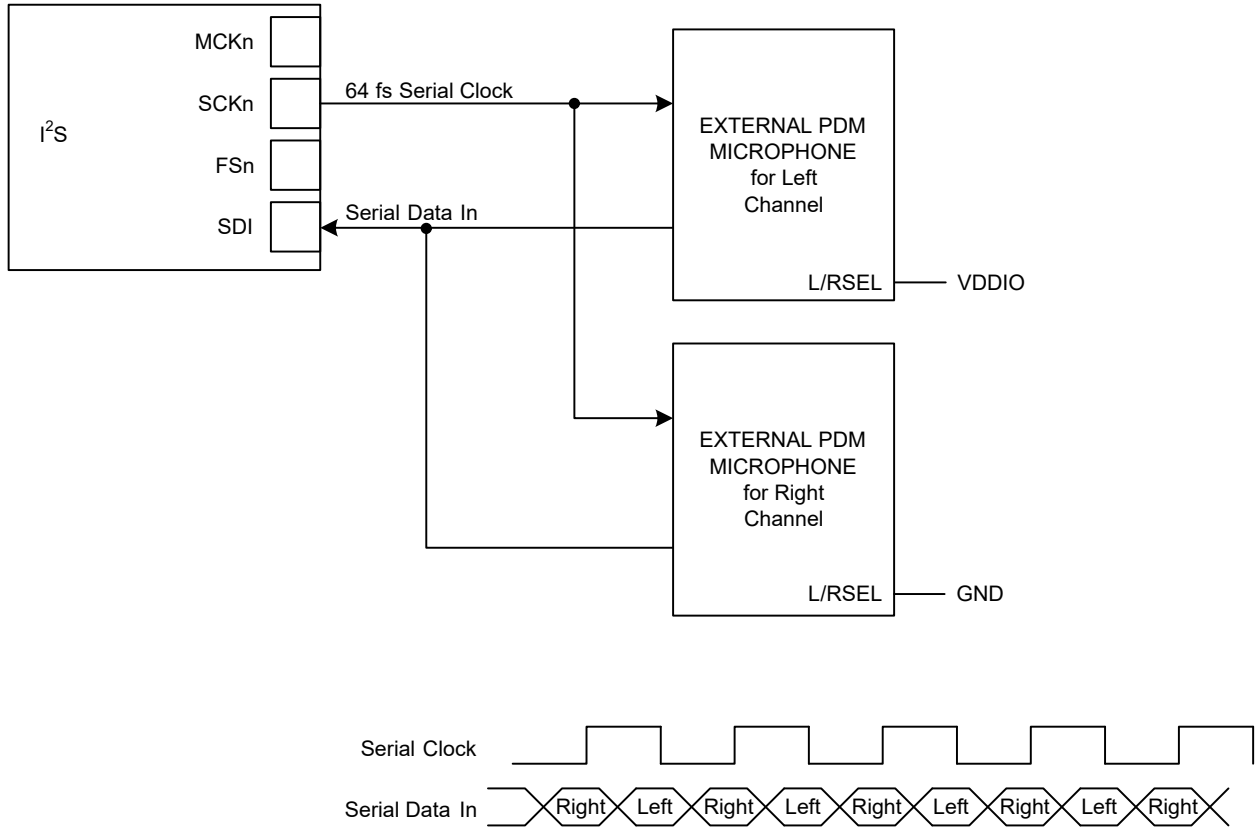 I²S
MCKn
SCKn
FSn
SDI
64 fs Serial Clock
Serial Data In
EXTERNAL PDM
MICROPHONE
for Left
Channel
L/RSEL
VDDIO
EXTERNAL PDM
MICROPHONE
for Right
Channel
L/RSEL
GND
Serial Clock
Serial Data In
Right Left Right Left Right Left Right Left Right